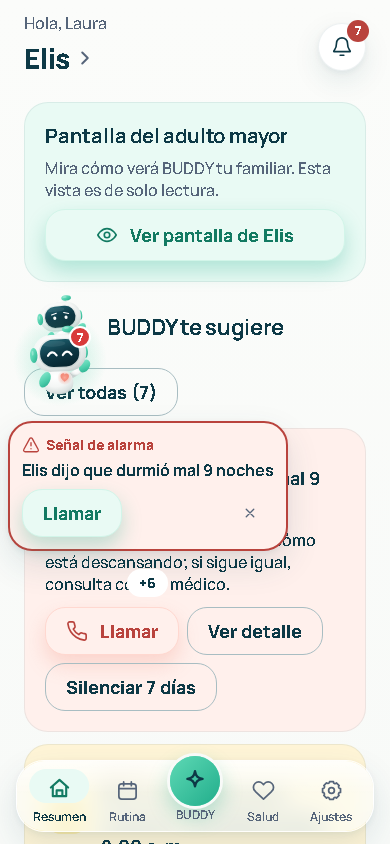 Hola, Laura
7
Elis
Pantalla del adulto mayor
Mira cómo verá BUDDY tu familiar. Esta
vista es de solo lectura.
Ver pantalla de Elis
BUDDY te sugiere
7
Ver todas (7)
Señal de alarma
Elis dijo que durmió mal 9 noches
mal 9
Llamar
cómo
está descansando; si sigue igual,
consulta co
+6
médico.
Llamar
Ver detalle
Silenciar 7 días
Resumen
Rutina
BUDDY
Salud
Ajustes